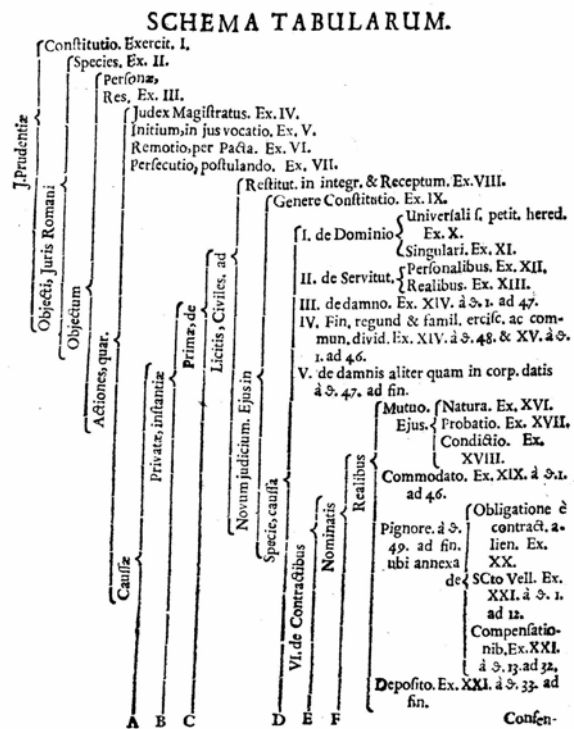 SCHEMA TABULARUM.
J.Prudentiæ
Conſtitutio. Exercit. I.
Objecti, Juris Romani
Species. Ex. II.
Objectum
Perſonæ,
Res, Ex. III.
Actiones, quar.
Judex Magiſtratus. Ex. IV.
Initium, in jus vocatio. Ex. V.
Remotio, per Pacta. Ex. VI.
Perſecutio, poſtulando. Ex. VII.
Cauſſæ
Privatæ, inſtantiæ
Primæ, de
Licitis, Civiles. ad
Reſtitut. in integr. & Receptum. Ex. VIII.
Novum judicium. Ejus in
Genere Conſtitutio. Ex. IX.
Specie, cauſſa
I. de Dominio
Univerſali ſ. petit. hered.
Ex. X.
Singulari. Ex. XI.
II. de Servitut.
Perſonalibus. Ex. XII.
Realibus. Ex. XIII.
III. de damno. Ex. XIV. à ϑ. 1. ad 47.
IV. Fin, regund & famil. erciſc. ac com-
mun. divid. Ex. XIV. à ϑ. 48. & XV. à ϑ.
1. ad 46.
V. de damnis aliter quam in corp. datis
à ϑ. 47. ad fin.
VI. de Contractibus
Nominatis
Realibus
Mutuo.
Ejus.
Natura. Ex. XVI.
Probatio. Ex. XVII.
Condictio. Ex.
XVIII.
Commodato. Ex. XIX. à ϑ. 1.
ad 46.
Pignore. à ϑ.
49. ad fin.
ubi annexa
de
Obligatione è
contract. a-
lien. Ex.
XX.
SCto Vell. Ex.
XXI. à ϑ. 1.
ad 12.
Compenſatio-
nib. Ex. XXI.
à ϑ. 13. ad 32.
Depoſito. Ex. XXI. à ϑ. 33. ad
fin.
A B C D E F
Conſen-